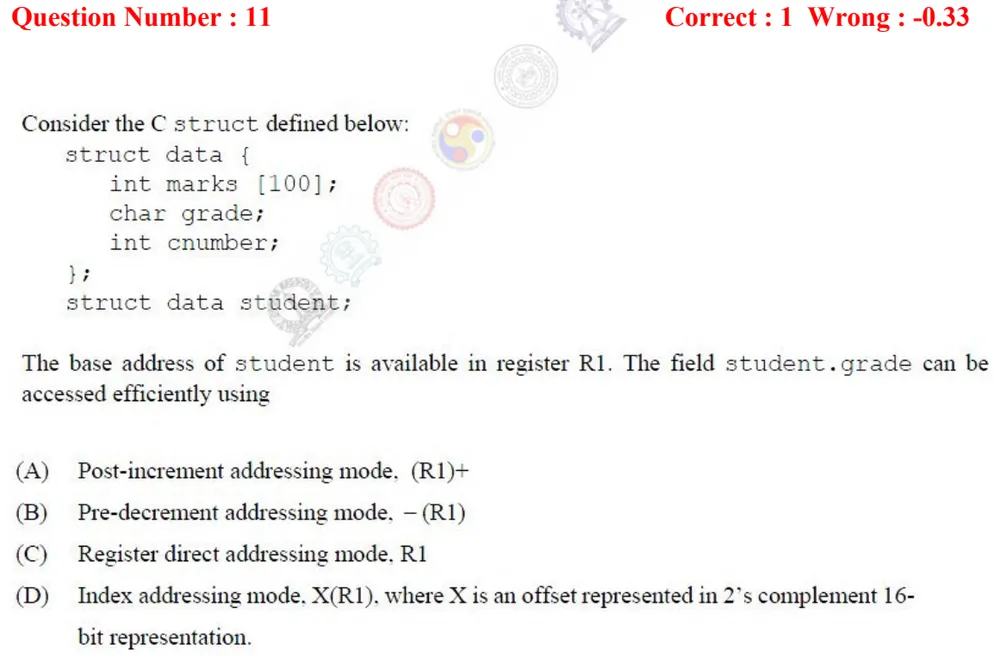 Question Number : 11 Correct : 1 Wrong : -0.33
Consider the C struct defined below:
struct data {
int marks [100];
char grade;
int cnumber;
};
struct data student;
The base address of student is available in register R1. The field student.grade can be
accessed efficiently using
(A) Post-increment addressing mode, (R1)+
(B) Pre-decrement addressing mode, – (R1)
(C) Register direct addressing mode, R1
(D) Index addressing mode, X(R1), where X is an offset represented in 2's complement 16-
bit representation.